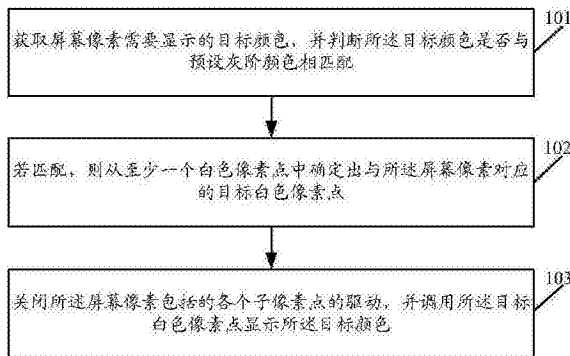 101
获取屏幕像素需要显示的目标颜色，并判断所述目标颜色是否与
预设灰阶颜色相匹配
102
若匹配，则从至少一个白色像素点中确定出与所述屏幕像素对应
的目标白色像素点
103
关闭所述屏幕像素包括的各个子像素点的驱动，并调用所述目标
白色像素点显示所述目标颜色